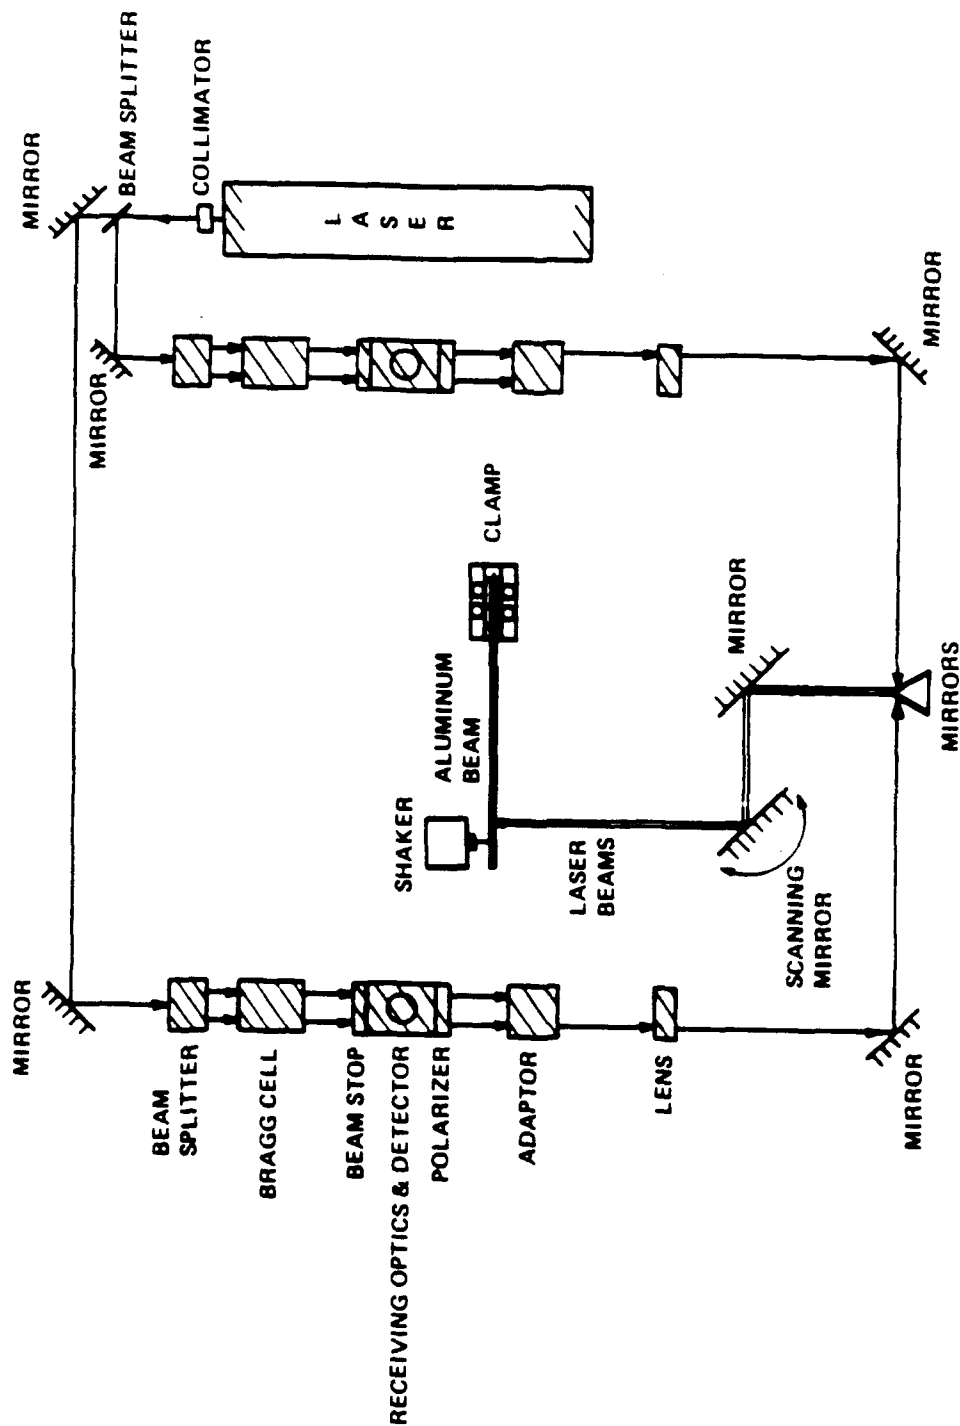 MIRROR
BEAM SPLITTER
COLLIMATOR
LASER
MIRROR
MIRROR
BEAM
SPLITTER
BRAGG CELL
BEAM STOP
RECEIVING OPTICS & DETECTOR
POLARIZER
ADAPTOR
LENS
MIRROR
SHAKER
ALUMINUM
BEAM
CLAMP
LASER
BEAMS
SCANNING
MIRROR
MIRROR
MIRRORS
MIRROR